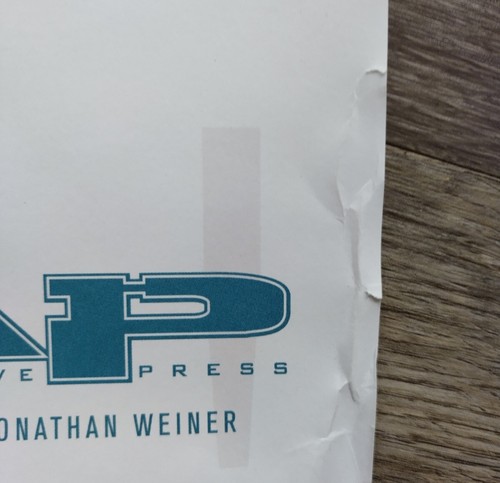 AP
VE PRESS
ONATHAN WEINER